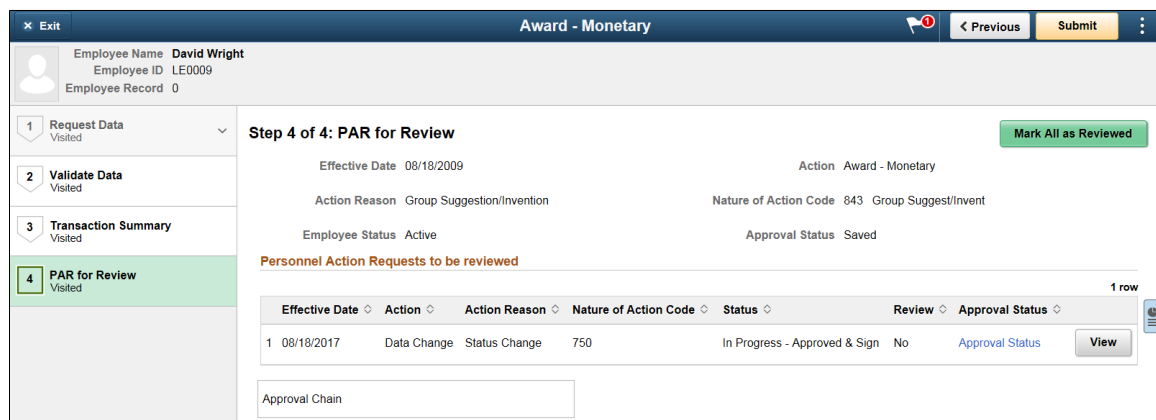 × Exit
Award - Monetary
1
Previous
Submit
Employee Name David Wright
Employee ID LE0009
Employee Record 0
1 Request Data
Visited
2 Validate Data
Visited
3 Transaction Summary
Visited
4 PAR for Review
Visited
Step 4 of 4: PAR for Review
Mark All as Reviewed
Effective Date 08/18/2009
Action Award - Monetary
Action Reason Group Suggestion/Invention
Nature of Action Code 843 Group Suggest/Invent
Employee Status Active
Approval Status Saved
Personnel Action Requests to be reviewed
1 row
Effective Date Action Action Reason Nature of Action Code Status Review Approval Status
1 08/18/2017 Data Change Status Change 750 In Progress - Approved & Sign No Approval Status View
Approval Chain